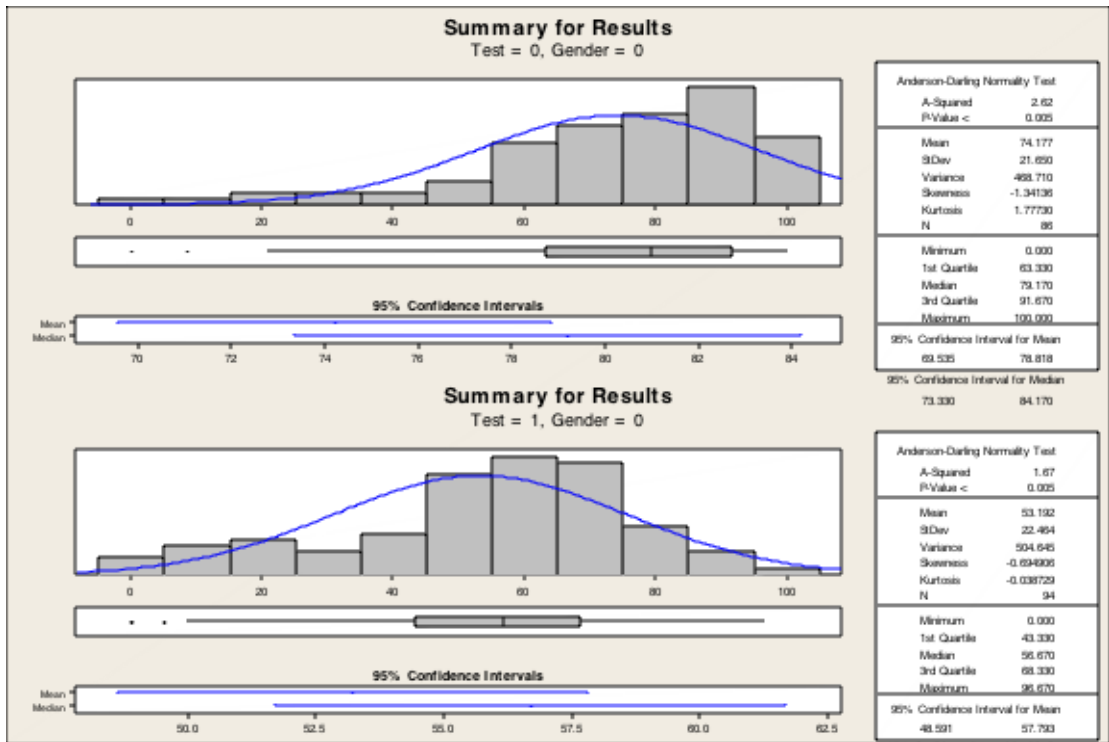 Summary for Results
Test = 0, Gender = 0
0 20 40 60 80 100
95% Confidence Intervals
Mean
Median
70 72 74 76 78 80 82 84
Anderson-Darling Normality Test
A-Squared 2.62
P-Value < 0.005
Mean 74.177
StDev 21.650
Variance 468.710
Skewness -1.34136
Kurtosis 1.77730
N 86
Minimum 0.000
1st Quartile 63.330
Median 79.170
3rd Quartile 91.670
Maximum 100.000
95% Confidence Interval for Mean
69.535 78.818
95% Confidence Interval for Median
73.330 84.170
Summary for Results
Test = 1, Gender = 0
0 20 40 60 80 100
95% Confidence Intervals
Mean
Median
50.0 52.5 55.0 57.5 60.0 62.5
Anderson-Darling Normality Test
A-Squared 1.67
P-Value < 0.005
Mean 53.192
StDev 22.464
Variance 504.645
Skewness -0.694906
Kurtosis -0.038729
N 94
Minimum 0.000
1st Quartile 43.330
Median 56.670
3rd Quartile 68.330
Maximum 96.670
95% Confidence Interval for Mean
48.591 57.793